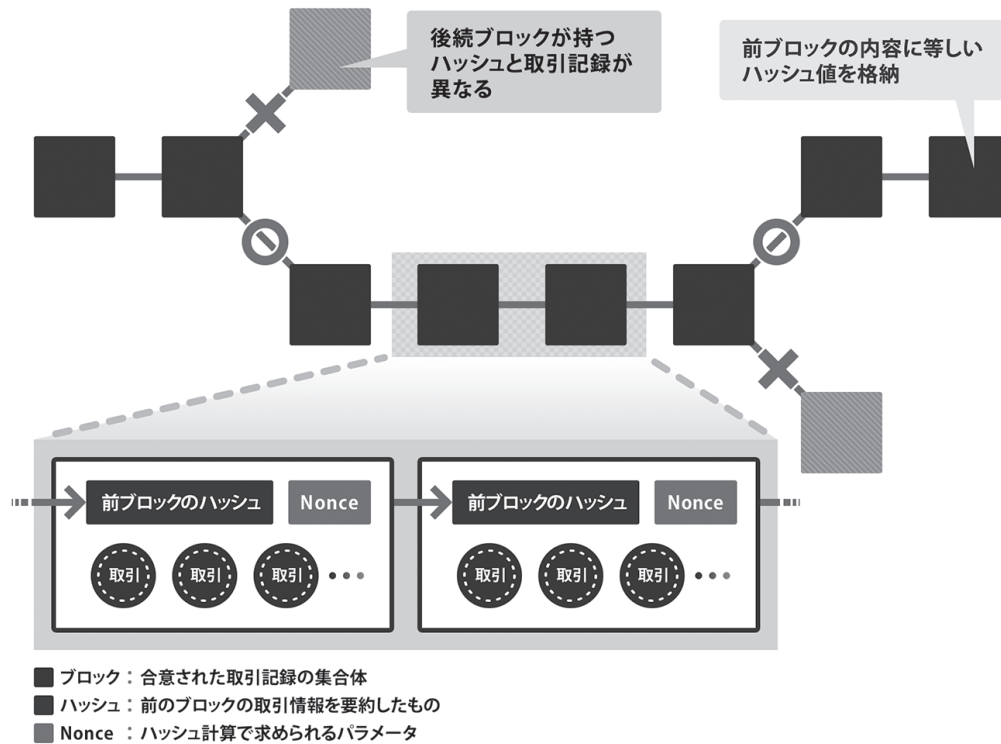 後続ブロックが持つ
ハッシュと取引記録が
異なる
前ブロックの内容に等しい
ハッシュ値を格納
前ブロックのハッシュ
Nonce
前ブロックのハッシュ
Nonce
取引
取引
取引
取引
取引
取引
ブロック：合意された取引記録の集合体
ハッシュ：前のブロックの取引情報を要約したもの
Nonce ：ハッシュ計算で求められるパラメータ